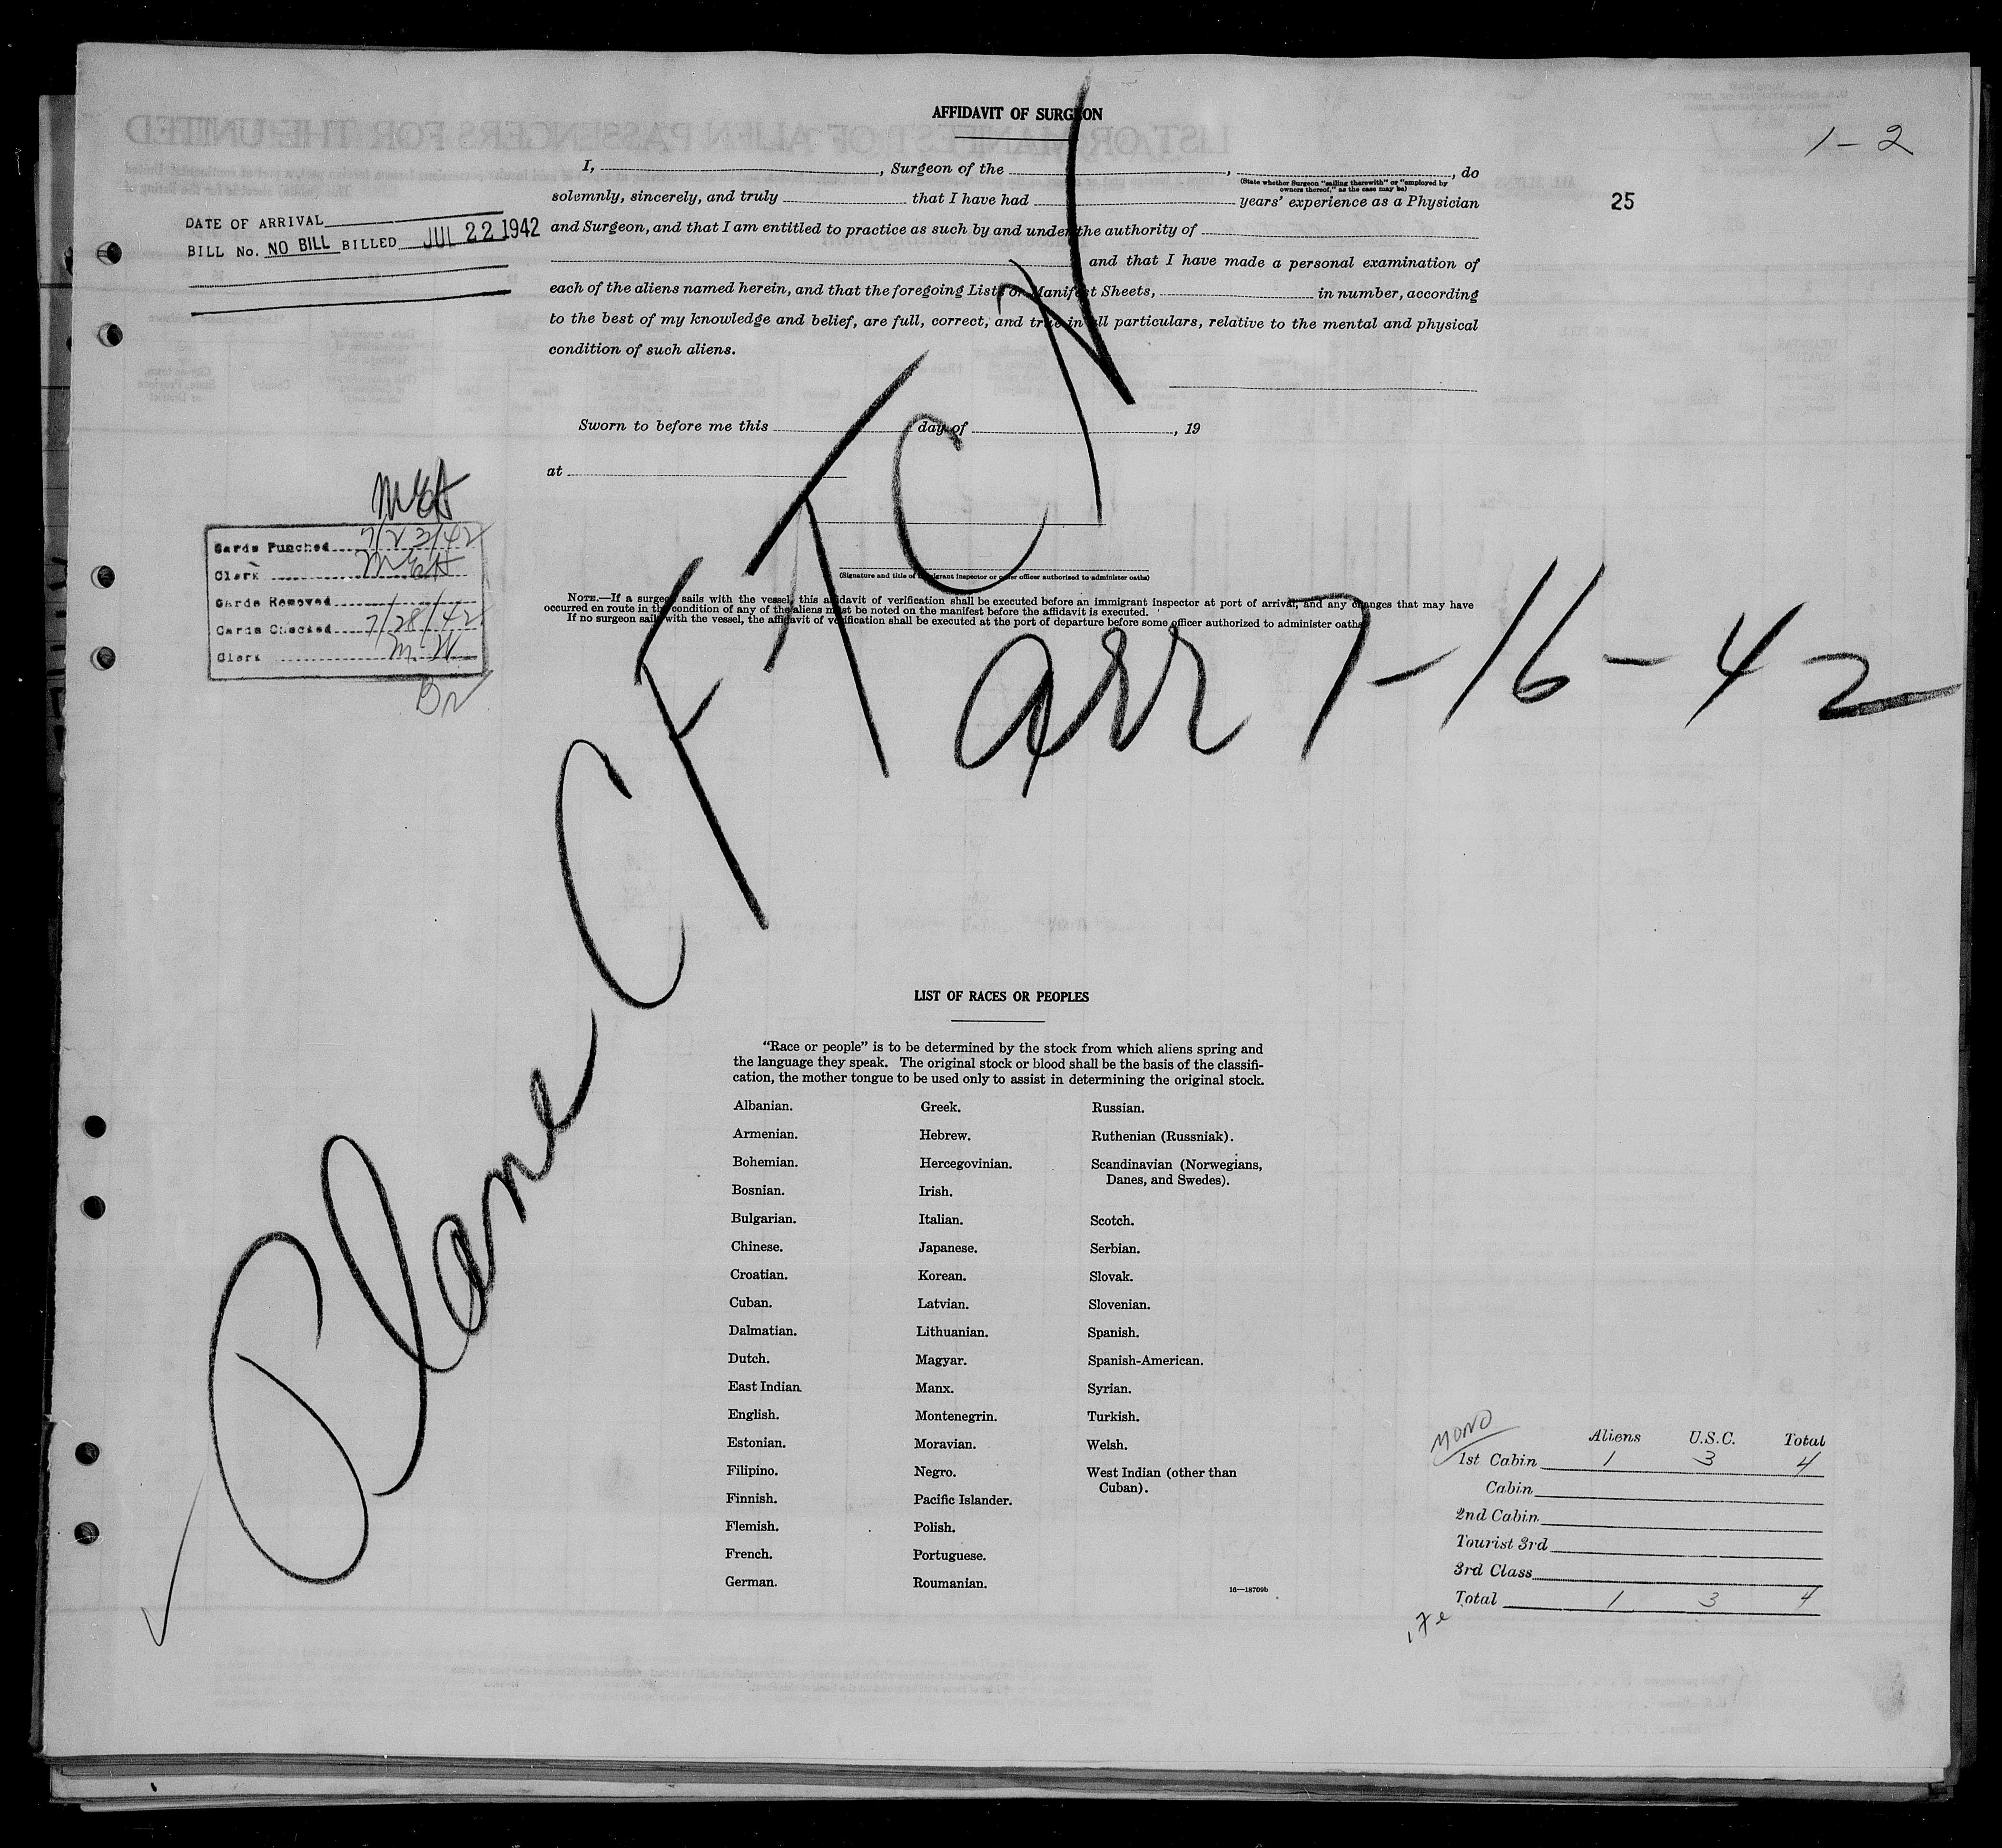 AFFIDAVIT OF SURGEON
1-2
25
I, , Surgeon of the , , do
(State whether Surgeon "sailing therewith" or "employed by owners thereof," as the case may be)
solemnly, sincerely, and truly that I have had years' experience as a Physician
and Surgeon, and that I am entitled to practice as such by and under the authority of
and that I have made a personal examination of
each of the aliens named herein, and that the foregoing Lists or Manifest Sheets, in number, according
to the best of my knowledge and belief, are full, correct, and true in all particulars, relative to the mental and physical
condition of such aliens.
DATE OF ARRIVAL
BILL No. NO BILL BILLED JUL 22 1942
Sworn to before me this day of , 19
at
(Signature and title of immigrant inspector or other officer authorized to administer oaths)
NOTE.—If a surgeon sails with the vessel, this affidavit of verification shall be executed before an immigrant inspector at port of arrival, and any changes that may have
occurred en route in the condition of any of the aliens must be noted on the manifest before the affidavit is executed.
If no surgeon sails with the vessel, the affidavit of verification shall be executed at the port of departure before some officer authorized to administer oaths.
MEH
Cards Punched 7/23/42
Clerk MEH
Cards Removed
Cards Checked 7/28/42
Clerk M.W.
Plane CFTCN
arr 7-16-42
LIST OF RACES OR PEOPLES
"Race or people" is to be determined by the stock from which aliens spring and
the language they speak. The original stock or blood shall be the basis of the classifi-
cation, the mother tongue to be used only to assist in determining the original stock.
Albanian. Greek. Russian.
Armenian. Hebrew. Ruthenian (Russniak).
Bohemian. Hercegovinian. Scandinavian (Norwegians,
Danes, and Swedes).
Bosnian. Irish.
Bulgarian. Italian. Scotch.
Chinese. Japanese. Serbian.
Croatian. Korean. Slovak.
Cuban. Latvian. Slovenian.
Dalmatian. Lithuanian. Spanish.
Dutch. Magyar. Spanish-American.
East Indian Manx. Syrian.
English. Montenegrin. Turkish.
Estonian. Moravian. Welsh.
Filipino. Negro. West Indian (other than
Cuban).
Finnish. Pacific Islander.
Flemish. Polish.
French. Portuguese.
German. Roumanian.
16—18709b
MONO
Aliens U.S.C. Total
1st Cabin 1 3 4
Cabin
2nd Cabin
Tourist 3rd
3rd Class
Total 1 3 4